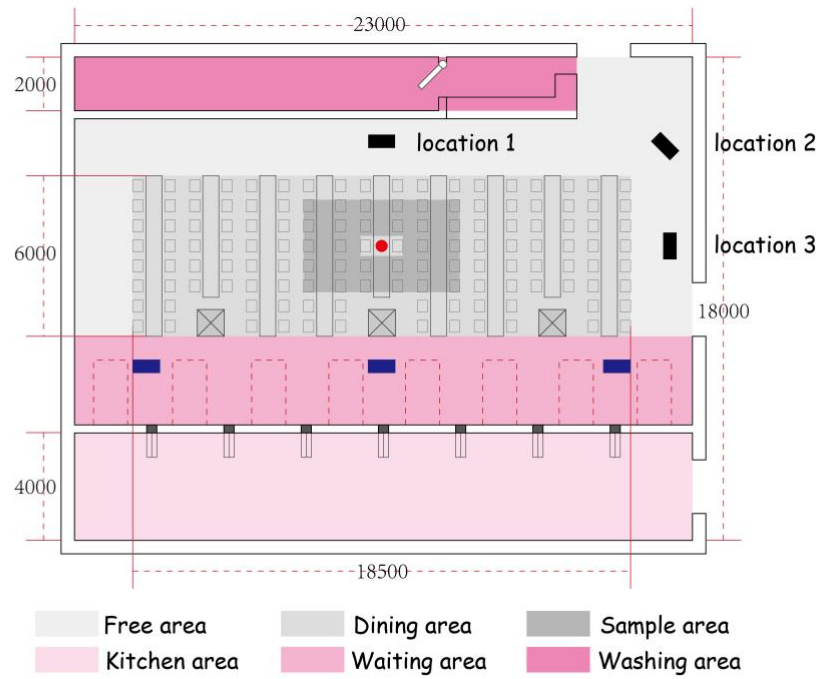 23000
2000
location 1
location 2
6000
location 3
18000
4000
18500
Free area
Dining area
Sample area
Kitchen area
Waiting area
Washing area